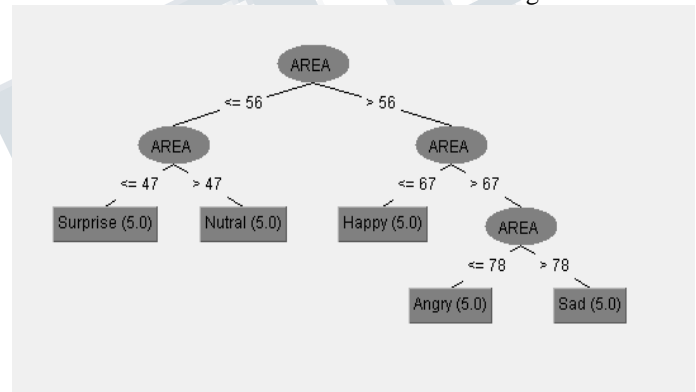 AREA
<= 56
> 56
AREA
AREA
<= 47
> 47
<= 67
> 67
Surprise (5.0)
Nutral (5.0)
Happy (5.0)
AREA
<= 78
> 78
Angry (5.0)
Sad (5.0)